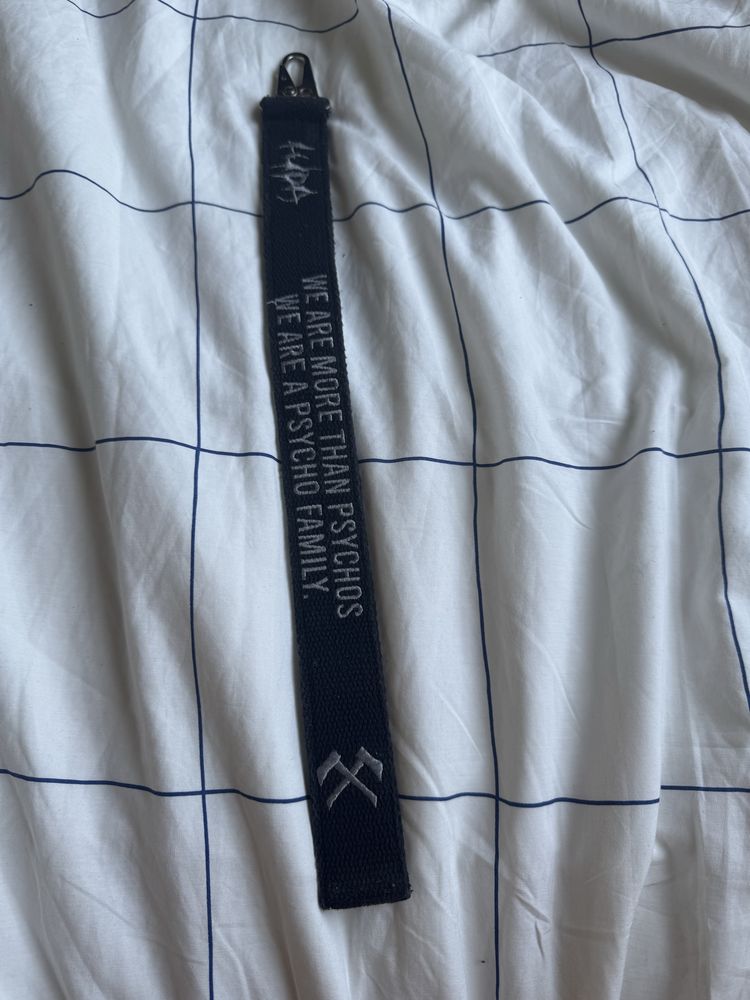 WE ARE MORE THAN PSYCHOS
WE ARE A PSYCHO FAMILY.